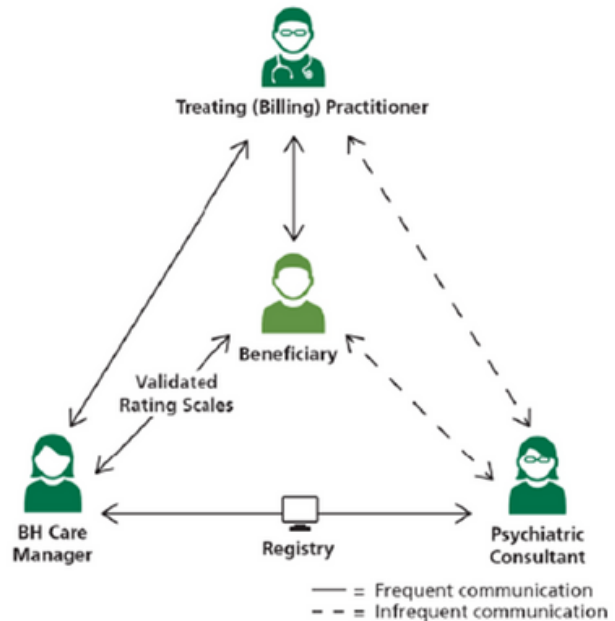 Treating (Billing) Practitioner
Beneficiary
Validated
Rating Scales
BH Care
Manager
Registry
Psychiatric
Consultant
= Frequent communication
= Infrequent communication